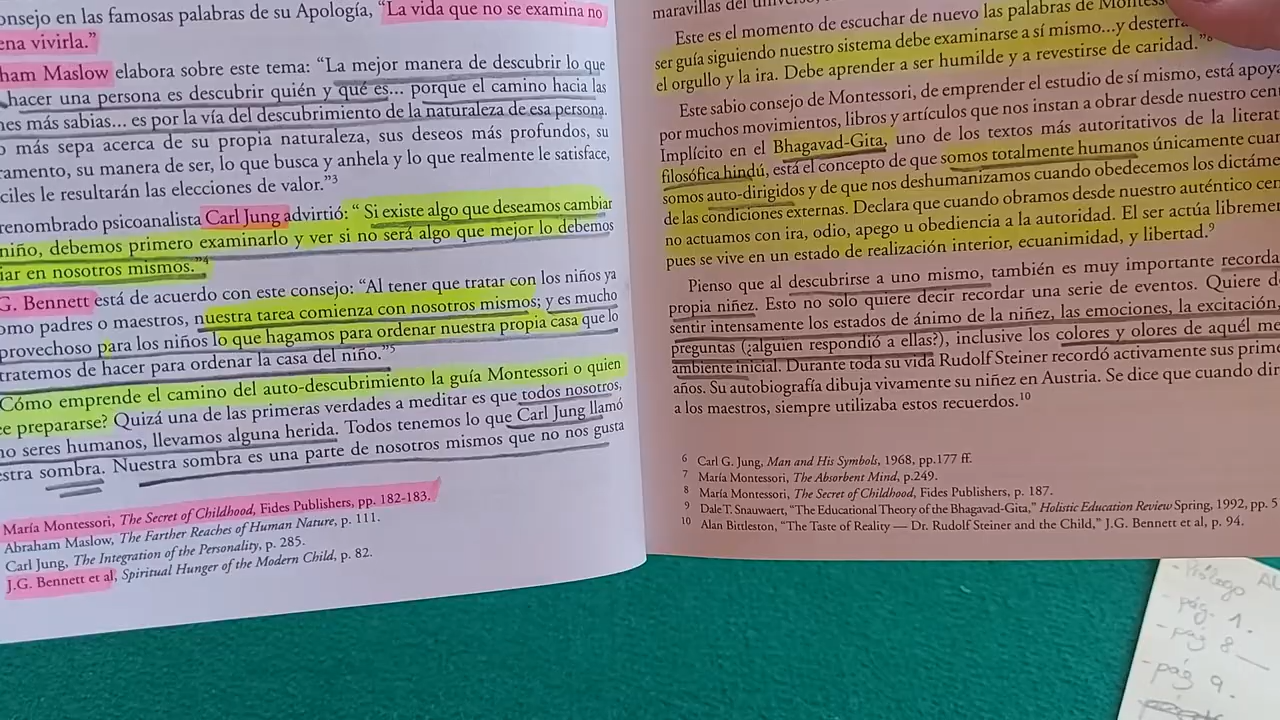 onsejo en las famosas palabras de su Apología, “La vida que no se examina no
ena vivirla.”
ham Maslow elabora sobre este tema: “La mejor manera de descubrir lo que
hacer una persona es descubrir quién y qué es... porque el camino hacia las
nes más sabias... es por la vía del descubrimiento de la naturaleza de esa persona.
o más sepa acerca de su propia naturaleza, sus deseos más profundos, su
ramento, su manera de ser, lo que busca y anhela y lo que realmente le satisface,
ciles le resultarán las elecciones de valor.”3
renombrado psicoanalista Carl Jung advirtió: “ Si existe algo que deseamos cambiar
niño, debemos primero examinarlo y ver si no será algo que mejor lo debemos
iar en nosotros mismos.”4
G. Bennett está de acuerdo con este consejo: “Al tener que tratar con los niños ya
omo padres o maestros, nuestra tarea comienza con nosotros mismos; y es mucho
provechoso para los niños lo que hagamos para ordenar nuestra propia casa que lo
tratemos de hacer para ordenar la casa del niño.”5
Cómo emprende el camino del auto-descubrimiento la guía Montessori o quien
ce prepararse? Quizá una de las primeras verdades a meditar es que todos nosotros,
no seres humanos, llevamos alguna herida. Todos tenemos lo que Carl Jung llamó
estra sombra. Nuestra sombra es una parte de nosotros mismos que no nos gusta
María Montessori, The Secret of Childhood, Fides Publishers, pp. 182-183.
Abraham Maslow, The Farther Reaches of Human Nature, p. 111.
Carl Jung, The Integration of the Personality, p. 285.
J.G. Bennett et al, Spiritual Hunger of the Modern Child, p. 82.
maravillas del universo,
Este es el momento de escuchar de nuevo las palabras de Montess
ser guía siguiendo nuestro sistema debe examinarse a sí mismo...y desterra
el orgullo y la ira. Debe aprender a ser humilde y a revestirse de caridad.”8
Este sabio consejo de Montessori, de emprender el estudio de sí mismo, está apoya
por muchos movimientos, libros y artículos que nos instan a obrar desde nuestro cen
Implícito en el Bhagavad-Gita, uno de los textos más autoritativos de la literat
filosófica hindú, está el concepto de que somos totalmente humanos únicamente cuan
somos auto-dirigidos y de que nos deshumanizamos cuando obedecemos los dictáme
de las condiciones externas. Declara que cuando obramos desde nuestro auténtico cen
no actuamos con ira, odio, apego u obediencia a la autoridad. El ser actúa libremen
pues se vive en un estado de realización interior, ecuanimidad, y libertad.9
Pienso que al descubrirse a uno mismo, también es muy importante recorda
propia niñez. Esto no solo quiere decir recordar una serie de eventos. Quiere d
sentir intensamente los estados de ánimo de la niñez, las emociones, la excitación,
preguntas (¿alguien respondió a ellas?), inclusive los colores y olores de aquél me
ambiente inicial. Durante toda su vida Rudolf Steiner recordó activamente sus prime
años. Su autobiografía dibuja vivamente su niñez en Austria. Se dice que cuando dir
a los maestros, siempre utilizaba estos recuerdos.10
6 Carl G. Jung, Man and His Symbols, 1968, pp.177 ff.
7 María Montessori, The Absorbent Mind, p.249.
8 María Montessori, The Secret of Childhood, Fides Publishers, p. 187.
9 Dale T. Snauwaert, “The Educational Theory of the Bhagavad-Gita,” Holistic Education Review Spring, 1992, pp. 5
10 Alan Bittleston, “The Taste of Reality — Dr. Rudolf Steiner and the Child,” J.G. Bennett et al, p. 94.
- Prólogo
- pág. 1.
- pág 8
- pág 9.